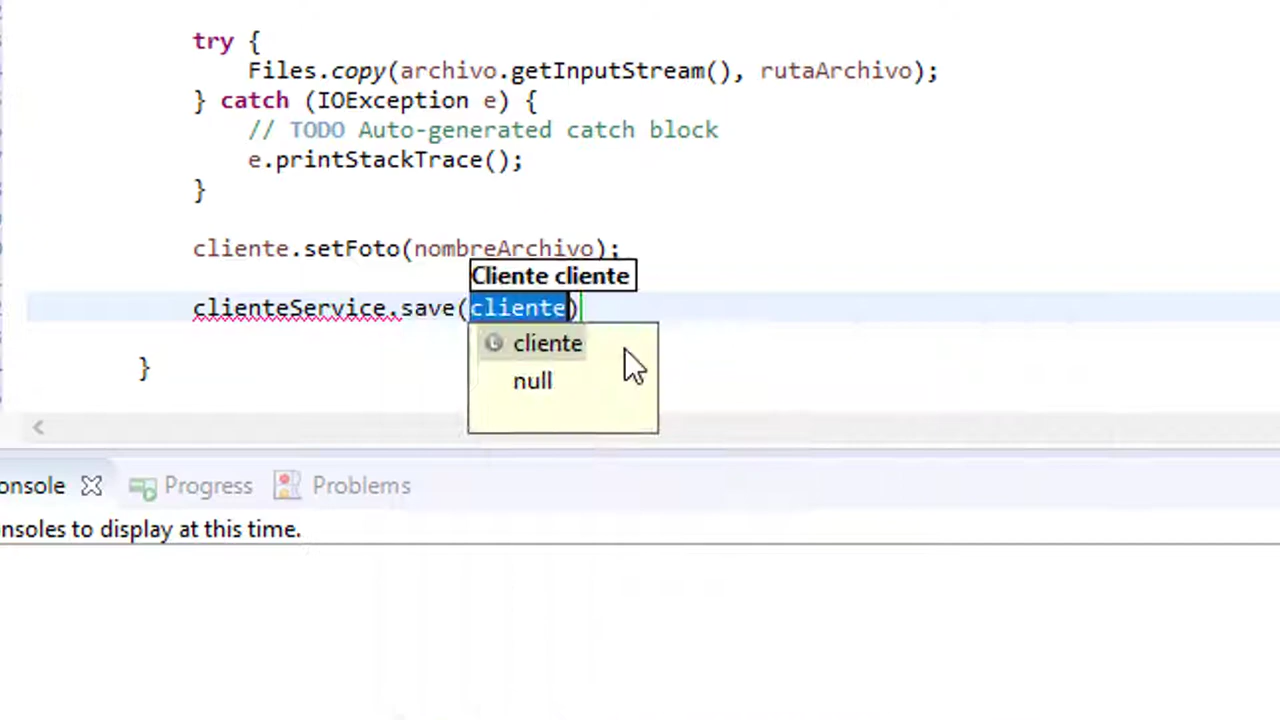 try {
Files.copy(archivo.getInputStream(), rutaArchivo);
} catch (IOException e) {
// TODO Auto-generated catch block
e.printStackTrace();
}
cliente.setFoto(nombreArchivo);
Cliente cliente
clienteService.save(cliente)
cliente
null
}
onsole Progress Problems
onsoles to display at this time.